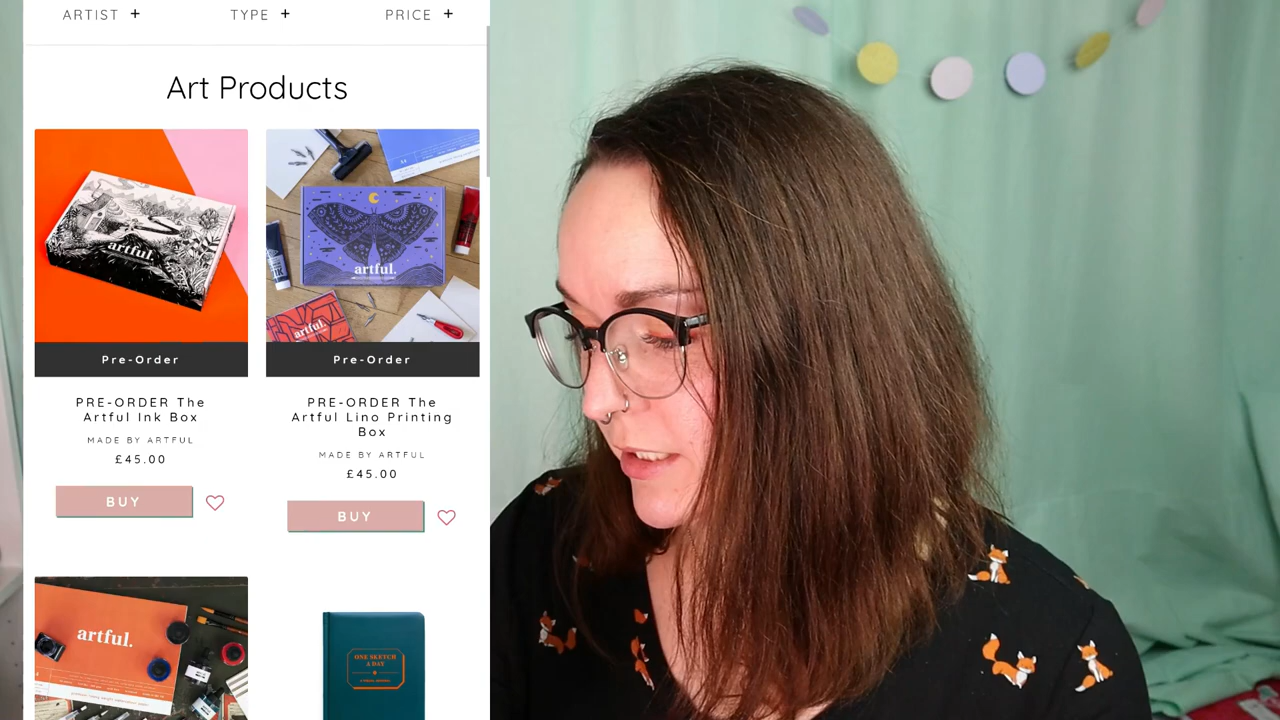 ARTIST +
TYPE +
PRICE +
Art Products
artful.
artful.
artful.
Pre-Order
Pre-Order
PRE-ORDER The
Artful Ink Box
MADE BY ARTFUL
£45.00
BUY
PRE-ORDER The
Artful Lino Printing
Box
MADE BY ARTFUL
£45.00
BUY
artful.
ONE SKETCH
A DAY